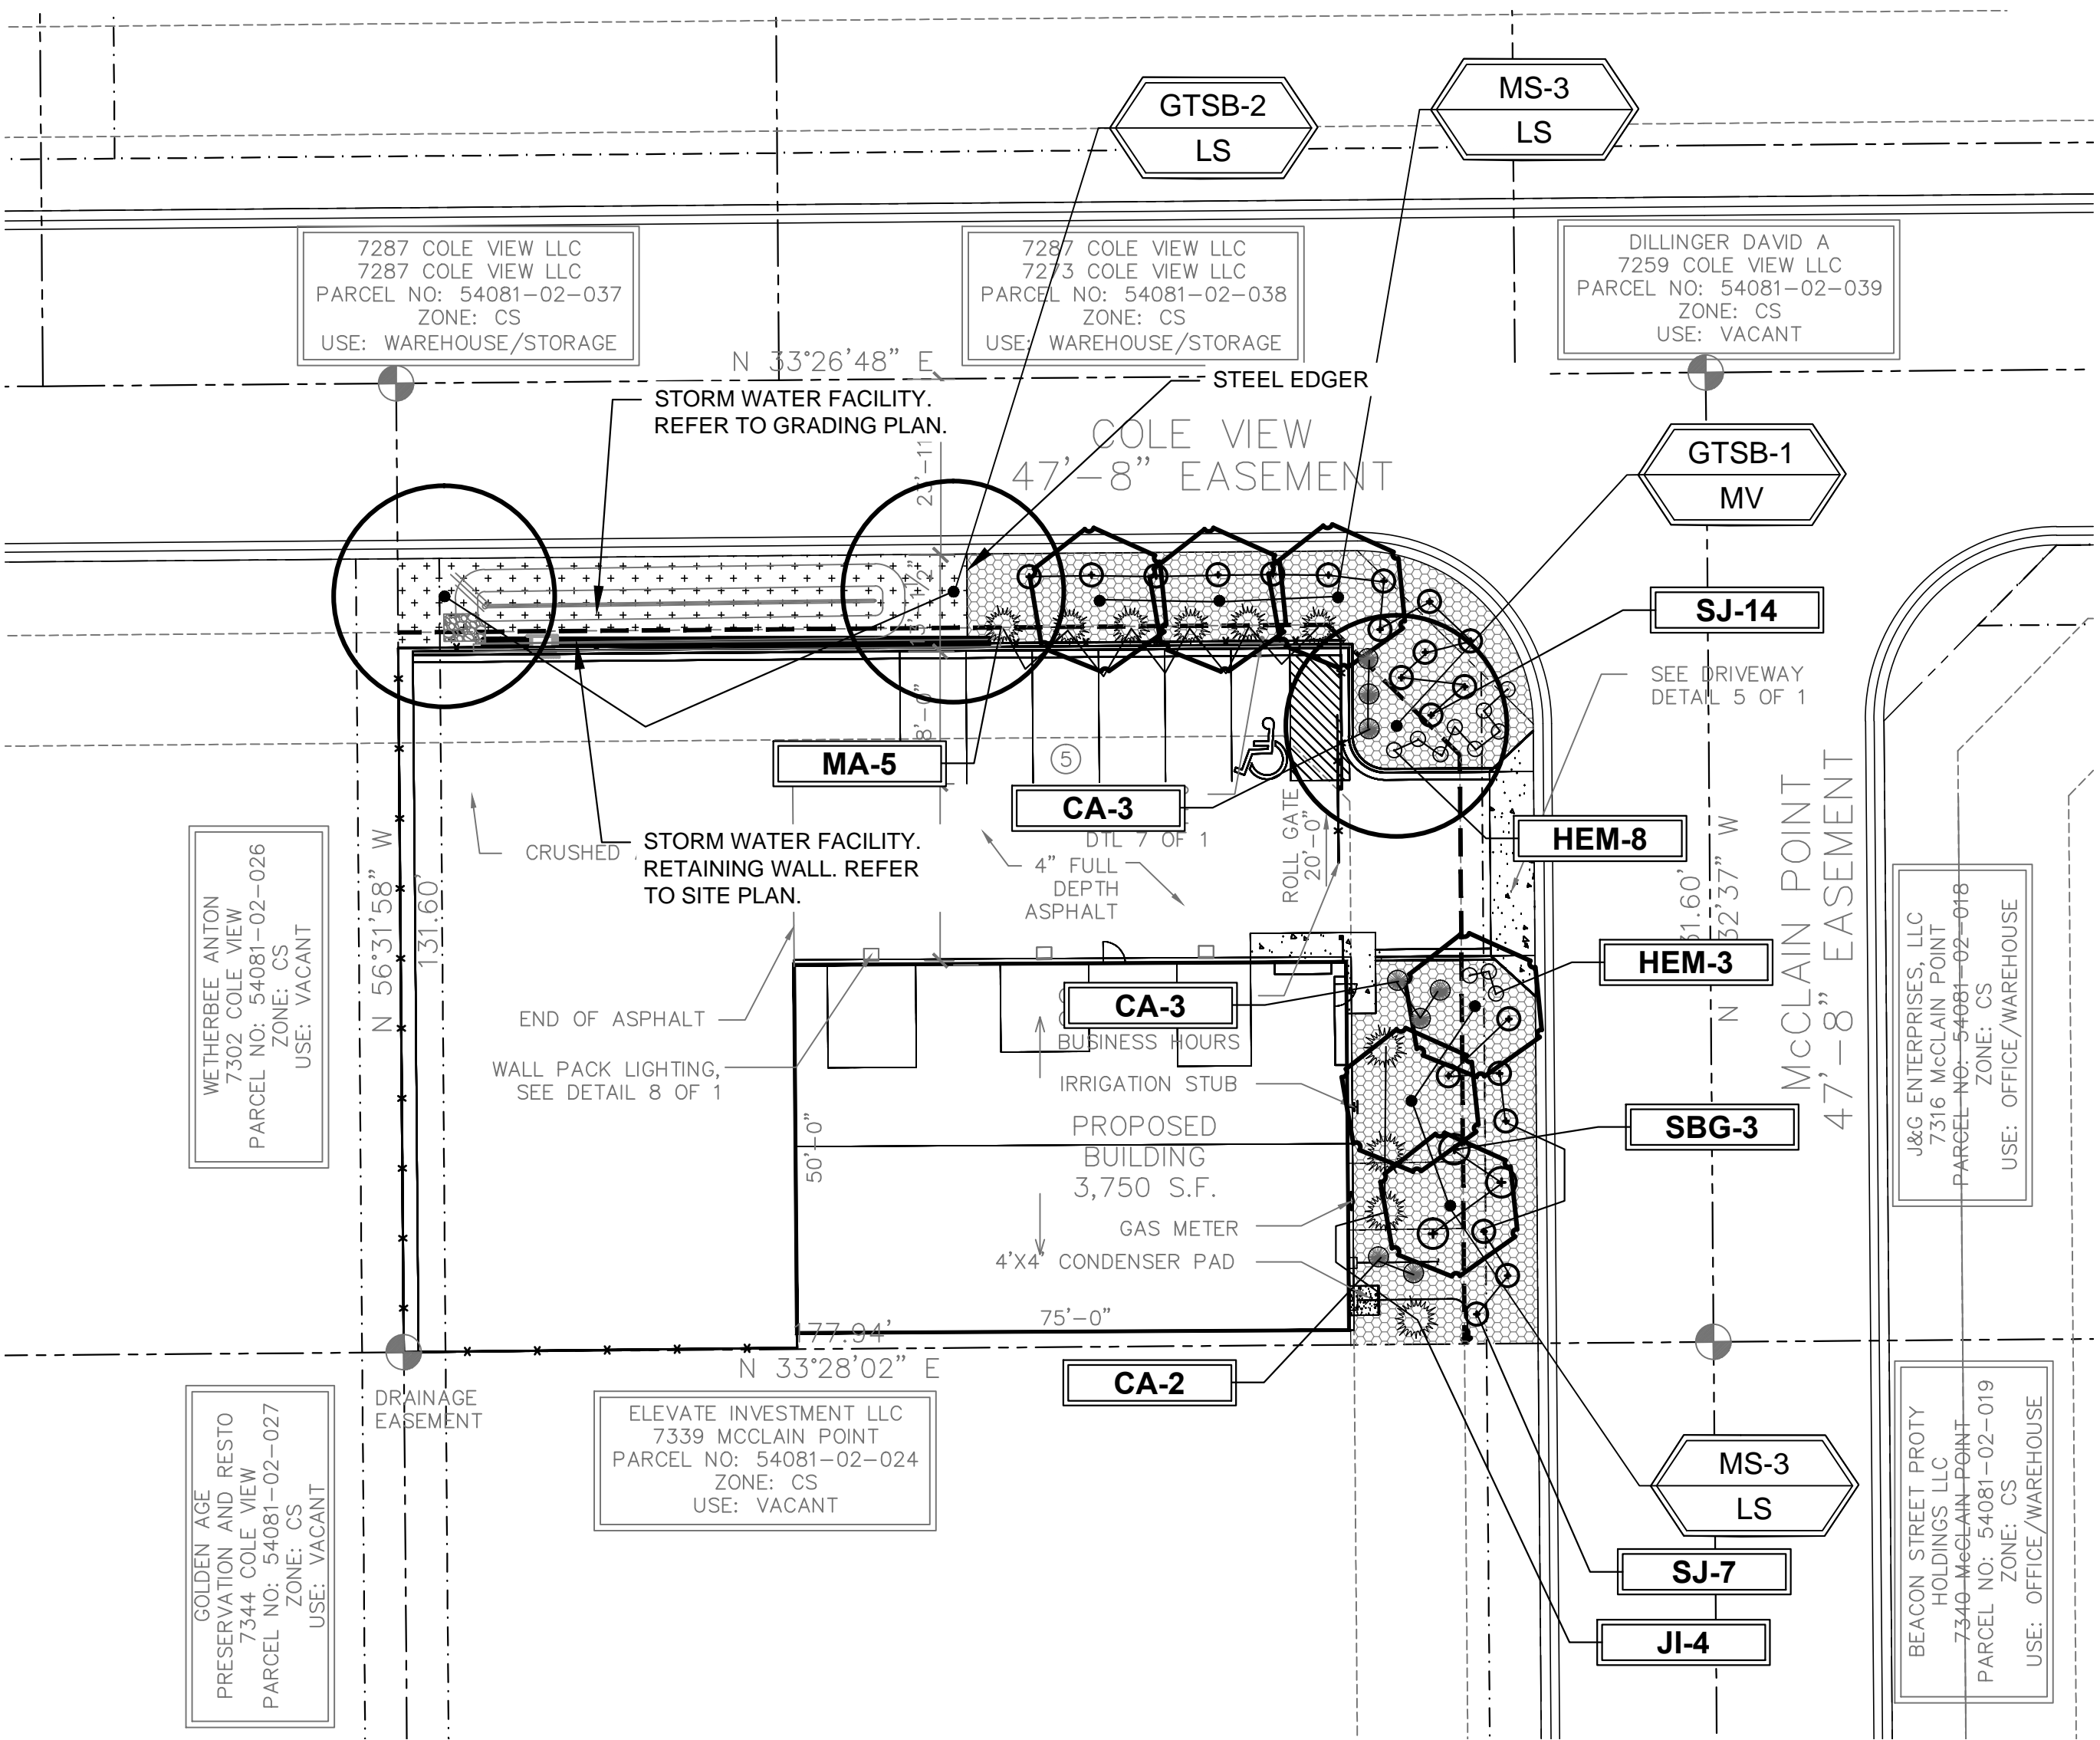 GTSB-2
LS
MS-3
LS
7287 COLE VIEW LLC
7287 COLE VIEW LLC
PARCEL NO: 54081-02-037
ZONE: CS
USE: WAREHOUSE/STORAGE
7287 COLE VIEW LLC
7273 COLE VIEW LLC
PARCEL NO: 54081-02-038
ZONE: CS
USE: WAREHOUSE/STORAGE
DILLINGER DAVID A
7259 COLE VIEW LLC
PARCEL NO: 54081-02-039
ZONE: CS
USE: VACANT
N 33°26'48" E
STORM WATER FACILITY.
REFER TO GRADING PLAN.
STEEL EDGER
COLE VIEW
47'-8" EASEMENT
GTSB-1
MV
SJ-14
SEE DRIVEWAY
DETAIL 5 OF 1
MA-5
5
CA-3
DTL 7 OF 1
HEM-8
CRUSHED
STORM WATER FACILITY.
RETAINING WALL. REFER
TO SITE PLAN.
4" FULL
DEPTH
ASPHALT
ROLL GATE
20'-0"
WETHERBEE ANTON
7302 COLE VIEW
PARCEL NO: 54081-02-026
ZONE: CS
USE: VACANT
N 56°31'58" W
131.60'
HEM-3
McCLAIN POINT
47'-8" EASEMENT
J&G ENTERPRISES, LLC
7316 McCLAIN POINT
PARCEL NO: 54081-02-018
ZONE: CS
USE: OFFICE/WAREHOUSE
CA-3
BUSINESS HOURS
END OF ASPHALT
WALL PACK LIGHTING,
SEE DETAIL 8 OF 1
IRRIGATION STUB
SBG-3
PROPOSED
BUILDING
3,750 S.F.
50'-0"
GAS METER
4'X4' CONDENSER PAD
75'-0"
177.94'
N 33°28'02" E
CA-2
DRAINAGE
EASEMENT
ELEVATE INVESTMENT LLC
7339 MCCLAIN POINT
PARCEL NO: 54081-02-024
ZONE: CS
USE: VACANT
GOLDEN AGE
PRESERVATION AND RESTO
7344 COLE VIEW
PARCEL NO: 54081-02-027
ZONE: CS
USE: VACANT
MS-3
LS
BEACON STREET PROTY
HOLDINGS LLC
7340 McCLAIN POINT
PARCEL NO: 54081-02-019
ZONE: CS
USE: OFFICE/WAREHOUSE
SJ-7
JI-4